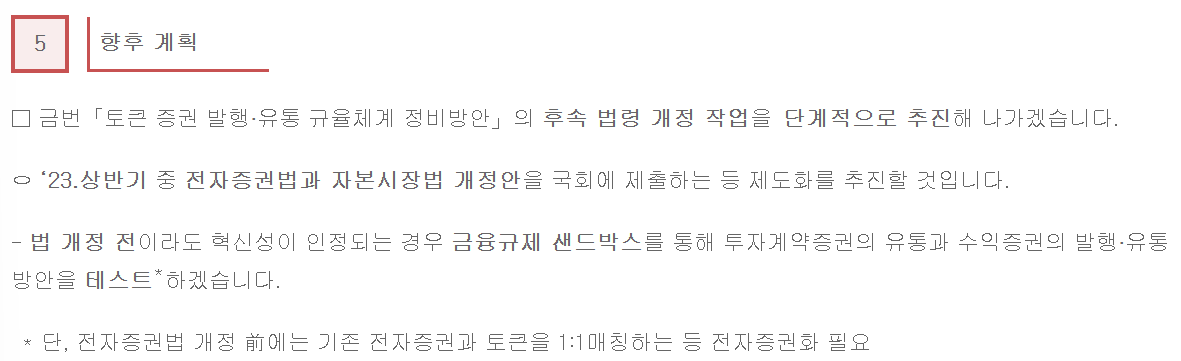 5 향후 계획
□ 금번「토큰 증권 발행·유통 규율체계 정비방안」의 후속 법령 개정 작업을 단계적으로 추진해 나가겠습니다.
ㅇ ‘23.상반기 중 전자증권법과 자본시장법 개정안을 국회에 제출하는 등 제도화를 추진할 것입니다.
- 법 개정 전이라도 혁신성이 인정되는 경우 금융규제 샌드박스를 통해 투자계약증권의 유통과 수익증권의 발행·유통
방안을 테스트*하겠습니다.
* 단, 전자증권법 개정 前에는 기존 전자증권과 토큰을 1:1매칭하는 등 전자증권화 필요